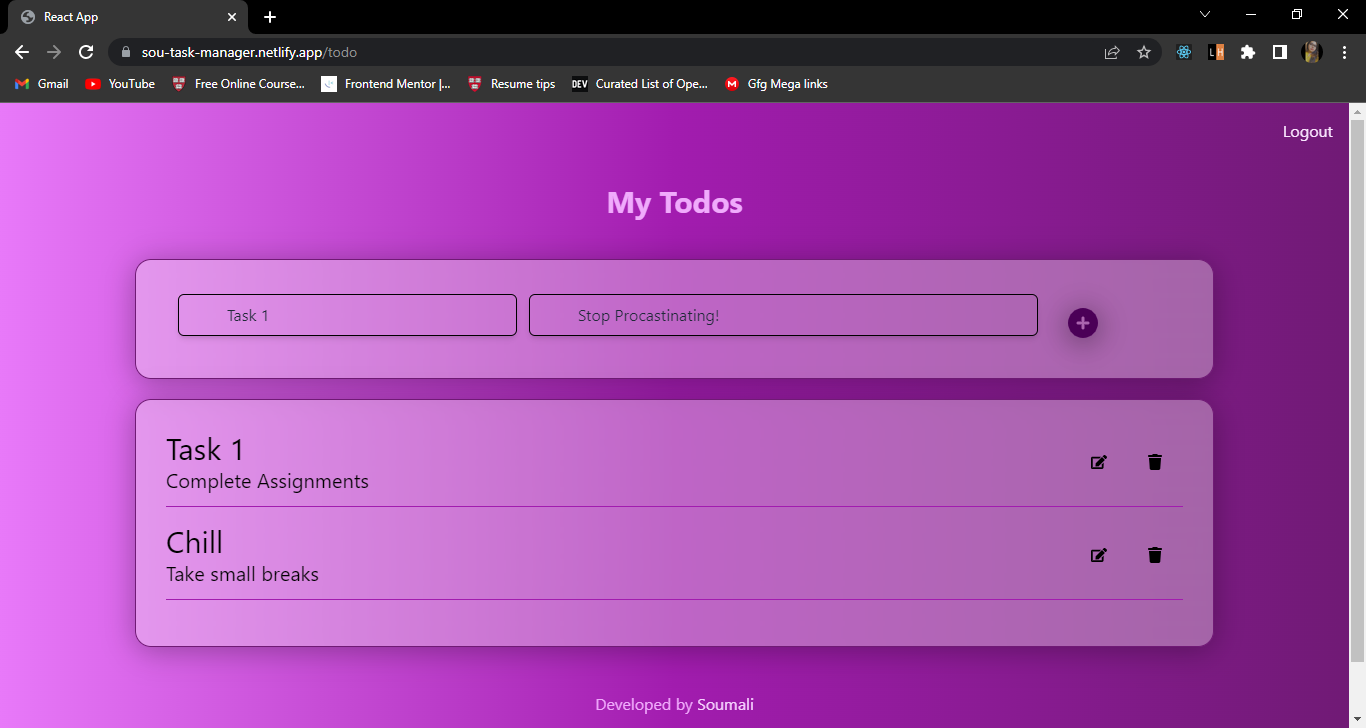 React App
sou-task-manager.netlify.app/todo
Gmail YouTube Free Online Course... Frontend Mentor |... Resume tips DEV Curated List of Ope... M Gfg Mega links
L H
Logout
My Todos
Task 1 Stop Procastinating!
Task 1
Complete Assignments
Chill
Take small breaks
Developed by Soumali